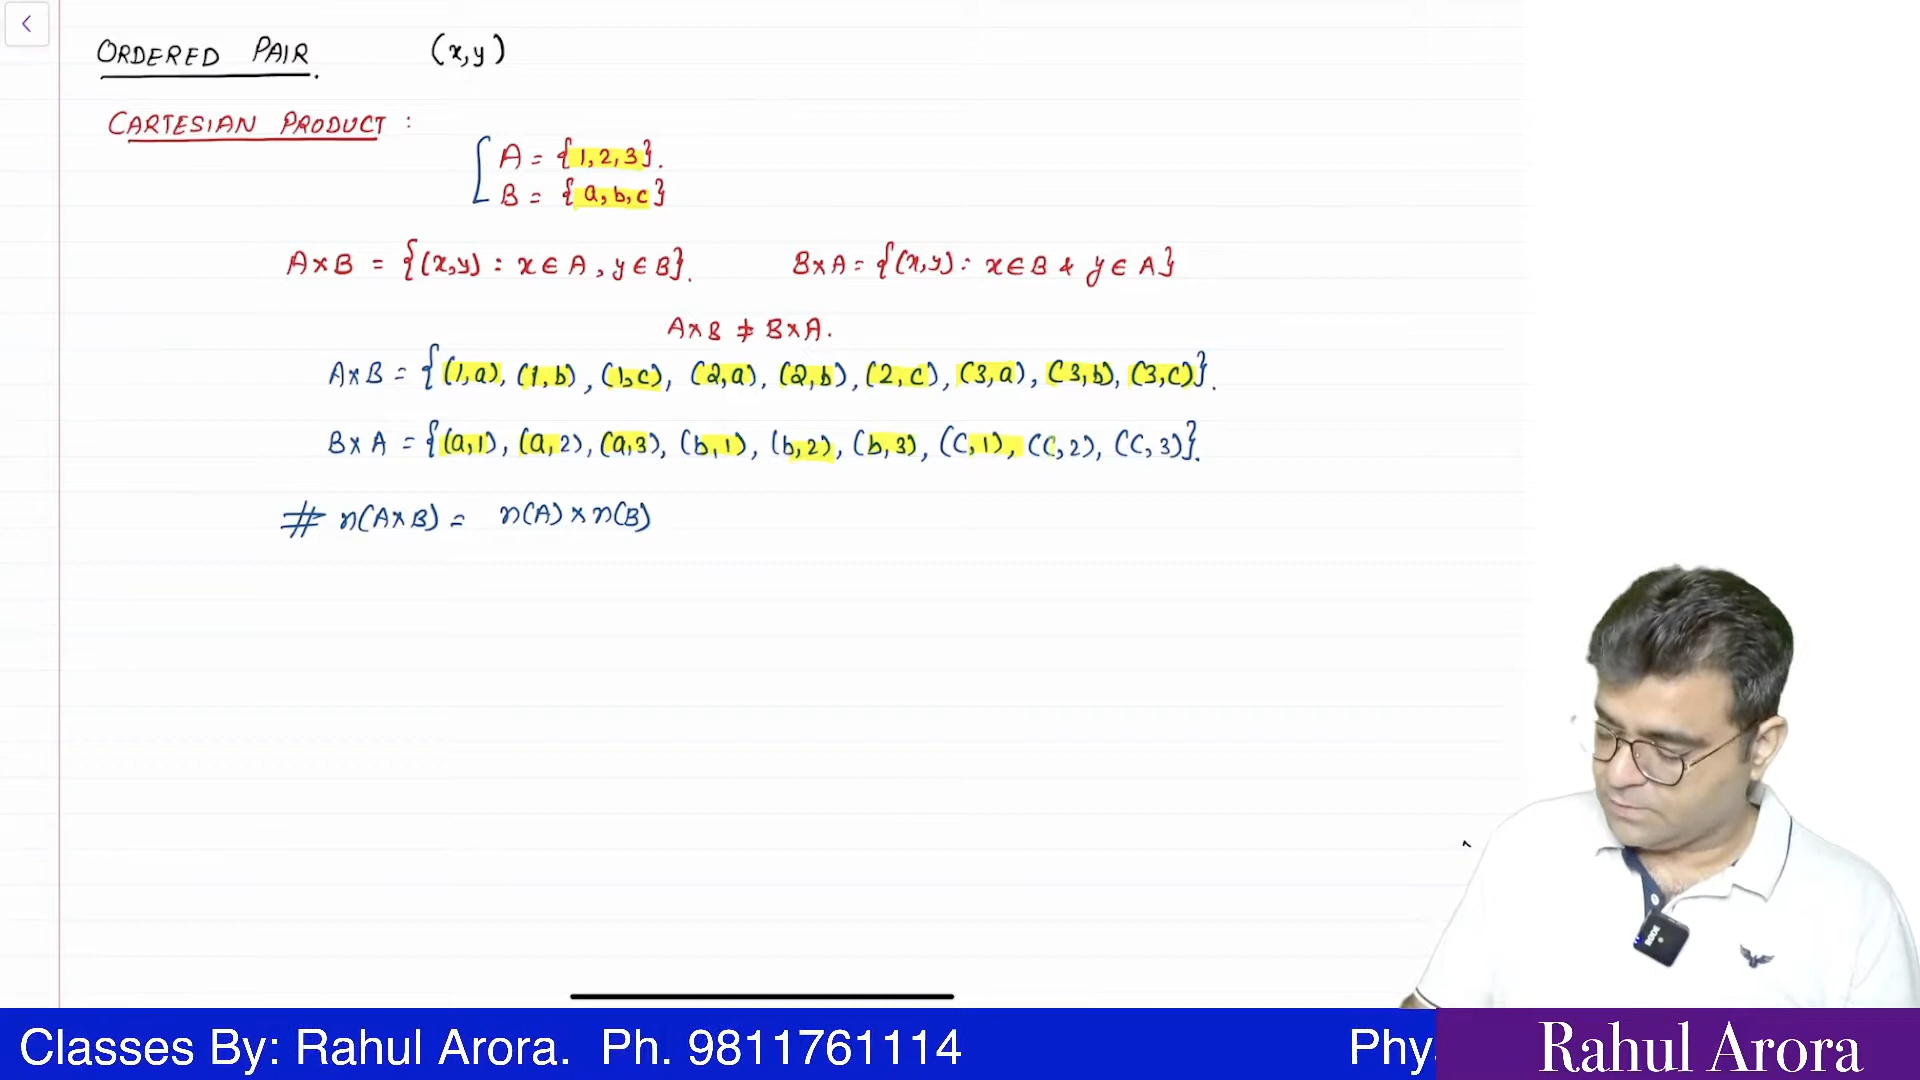 ORDERED PAIR. (x,y)
CARTESIAN PRODUCT :
A = {1,2,3}.
B = {a,b,c}
A×B = {(x,y) : x∈A, y∈B}. B×A = {(x,y) : x∈B & y∈A}
A×B ≠ B×A.
A×B = {(1,a), (1,b), (1,c), (2,a), (2,b), (2,c), (3,a), (3,b), (3,c)}.
B×A = {(a,1), (a,2), (a,3), (b,1), (b,2), (b,3), (c,1), (c,2), (c,3)}.
# n(A×B) = n(A)×n(B)
RODE
Classes By: Rahul Arora. Ph. 9811761114 Phy
Rahul Arora